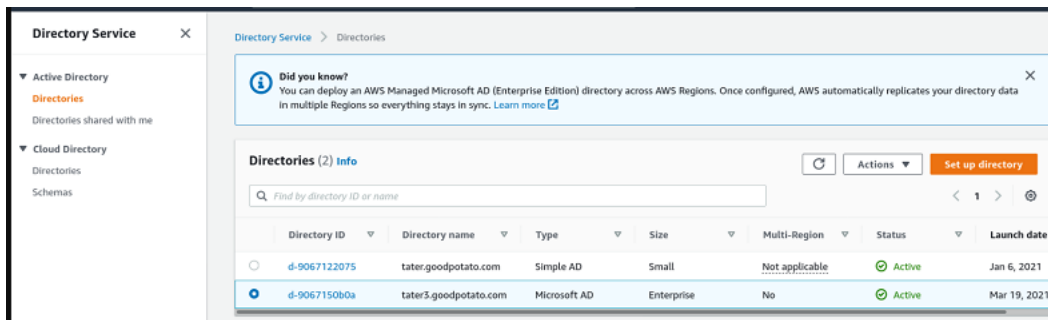 Directory Service
Active Directory
Directories
Directories shared with me
Cloud Directory
Directories
Schemas
Directory Service > Directories
Did you know?
You can deploy an AWS Managed Microsoft AD (Enterprise Edition) directory across AWS Regions. Once configured, AWS automatically replicates your directory data
in multiple Regions so everything stays in sync. Learn more
Directories (2) Info
Actions
Set up directory
Find by directory ID or name
< 1 >
Directory ID Directory name Type Size Multi-Region Status Launch date
d-9067122075 tater.goodpotato.com Simple AD Small Not applicable Active Jan 6, 2021
d-9067150b0a tater3.goodpotato.com Microsoft AD Enterprise No Active Mar 19, 2021